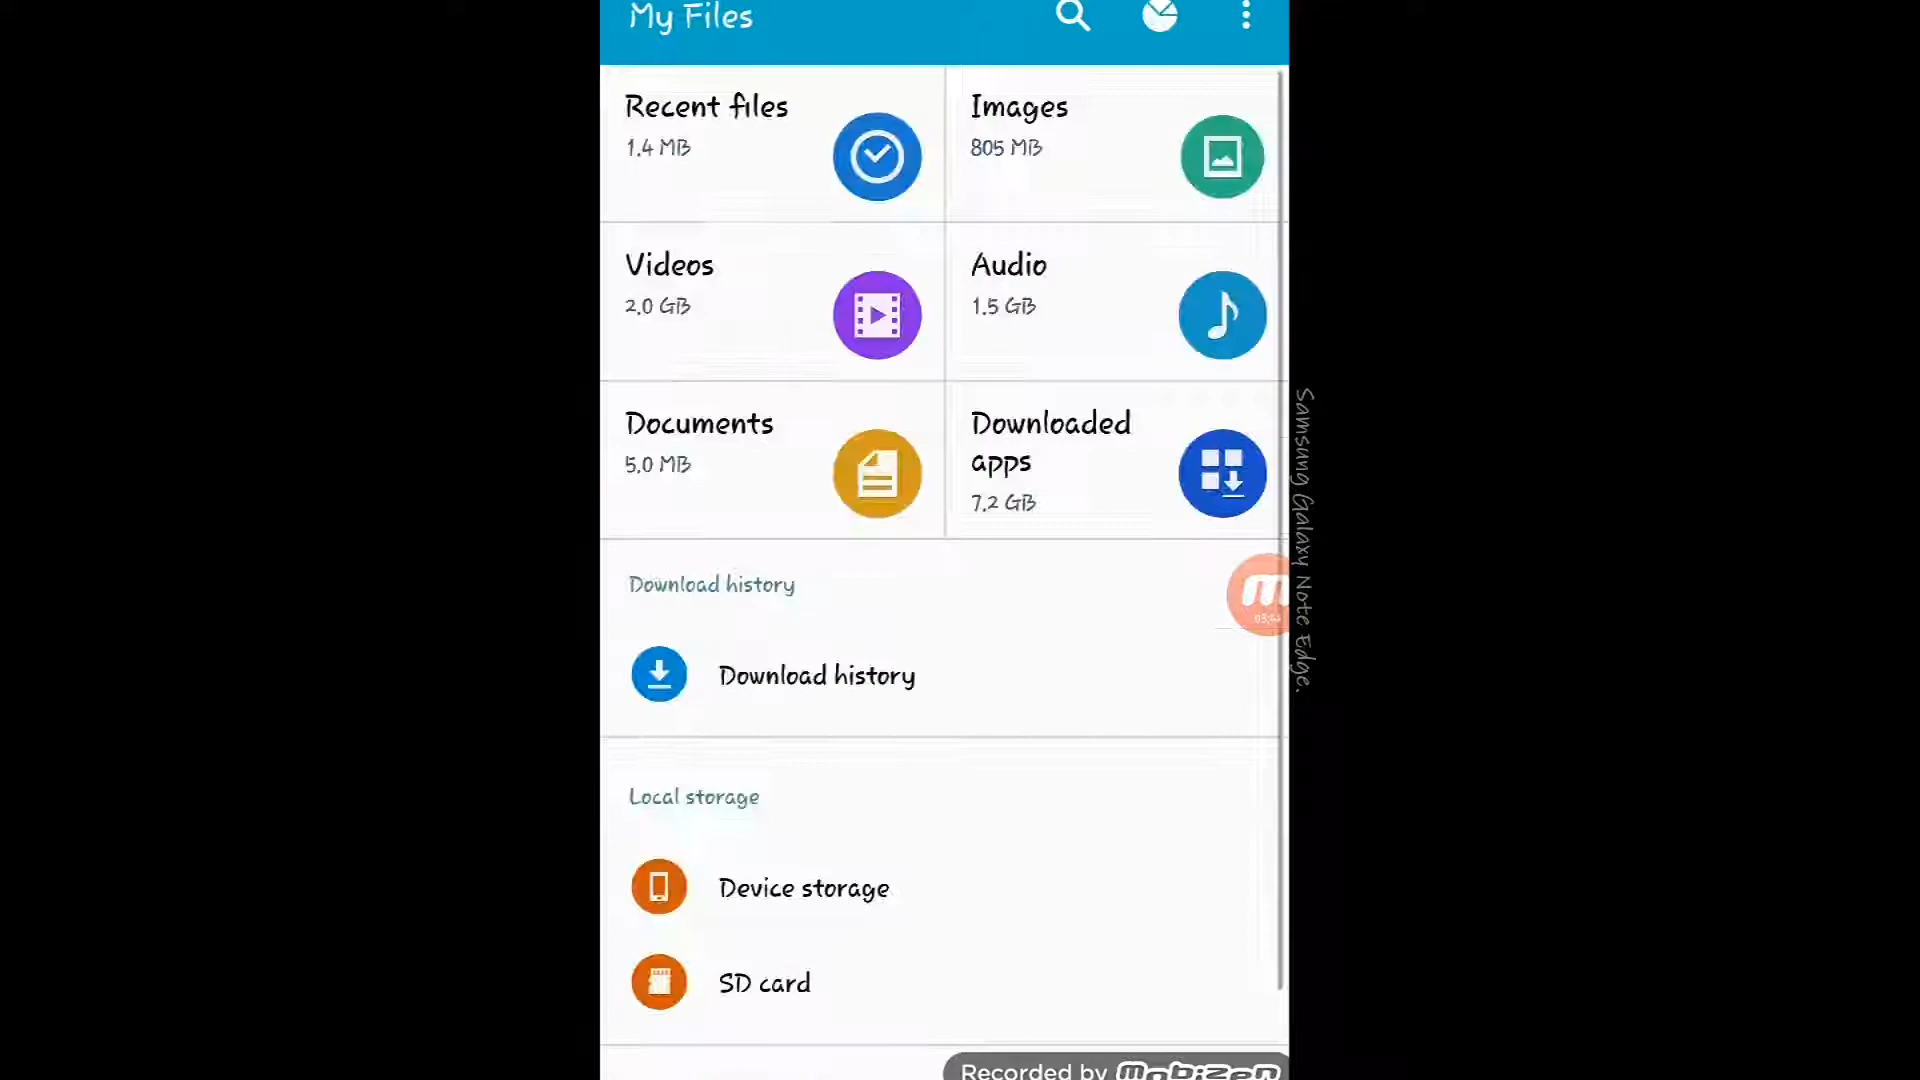 My Files
Recent files
1.4 MB
Images
805 MB
Videos
2.0 GB
Audio
1.5 GB
Documents
5.0 MB
Downloaded
apps
7.2 GB
Download history
Download history
Local storage
Device storage
SD card
Samsung Galaxy Note Edge.
Recorded by mobizen